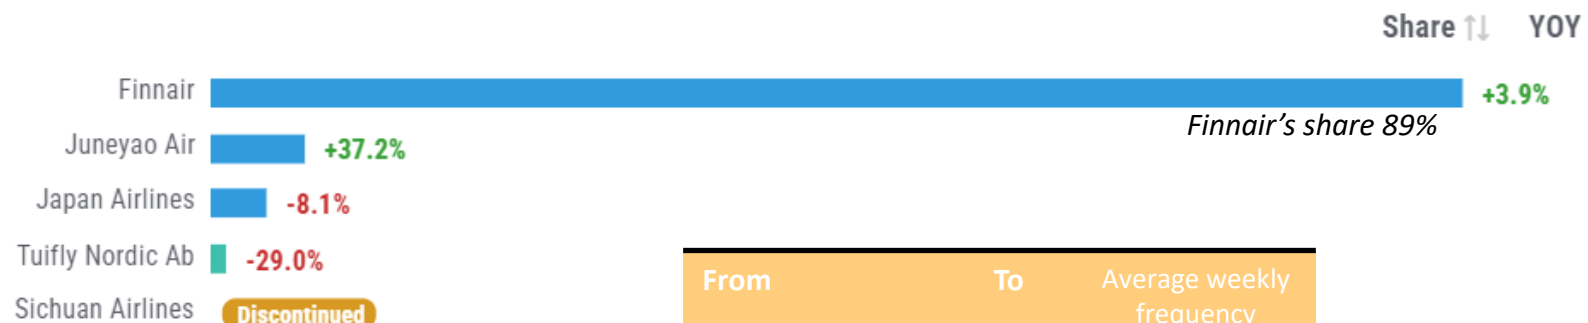 Share ↑↓ YOY
Finnair +3.9%
Finnair’s share 89%
Juneyao Air +37.2%
Japan Airlines -8.1%
Tuifly Nordic Ab -29.0%
Sichuan Airlines Discontinued
From To Average weekly
frequency